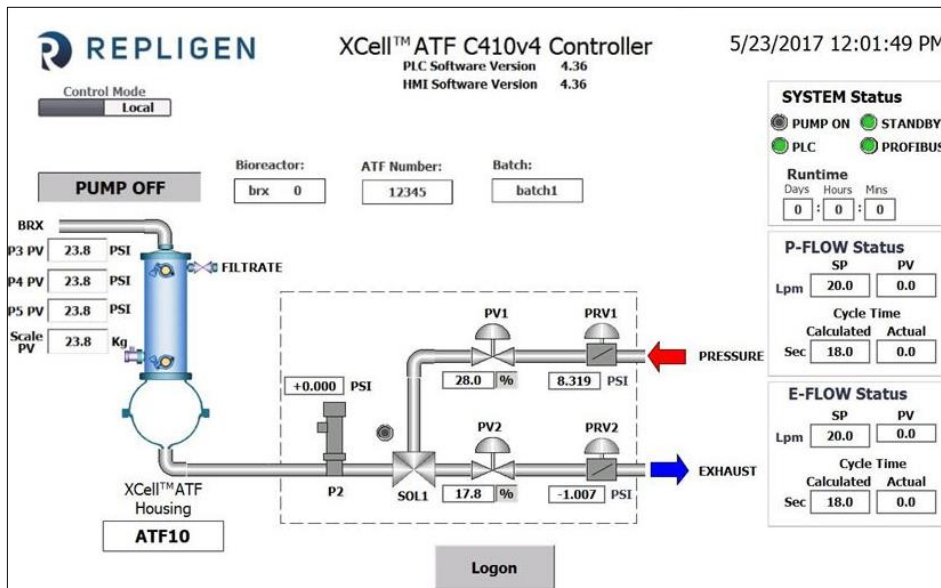 REPLIGEN
XCell™ ATF C410v4 Controller
PLC Software Version 4.36
HMI Software Version 4.36
5/23/2017 12:01:49 PM
Control Mode
Local
SYSTEM Status
PUMP ON STANDBY
PLC PROFIBUS
Runtime
Days Hours Mins
0 : 0 : 0
PUMP OFF
Bioreactor:
brx 0
ATF Number:
12345
Batch:
batch1
BRX
P3 PV 23.8 PSI
P4 PV 23.8 PSI
P5 PV 23.8 PSI
Scale PV 23.8 Kg
FILTRATE
PV1
28.0 %
PRV1
8.319 PSI
PRESSURE
+0.000 PSI
P2
SOL1
PV2
17.8 %
PRV2
-1.007 PSI
EXHAUST
XCell™ ATF
Housing
ATF10
Logon
P-FLOW Status
SP PV
Lpm 20.0 0.0
Cycle Time
Calculated Actual
Sec 18.0 0.0
E-FLOW Status
SP PV
Lpm 20.0 0.0
Cycle Time
Calculated Actual
Sec 18.0 0.0